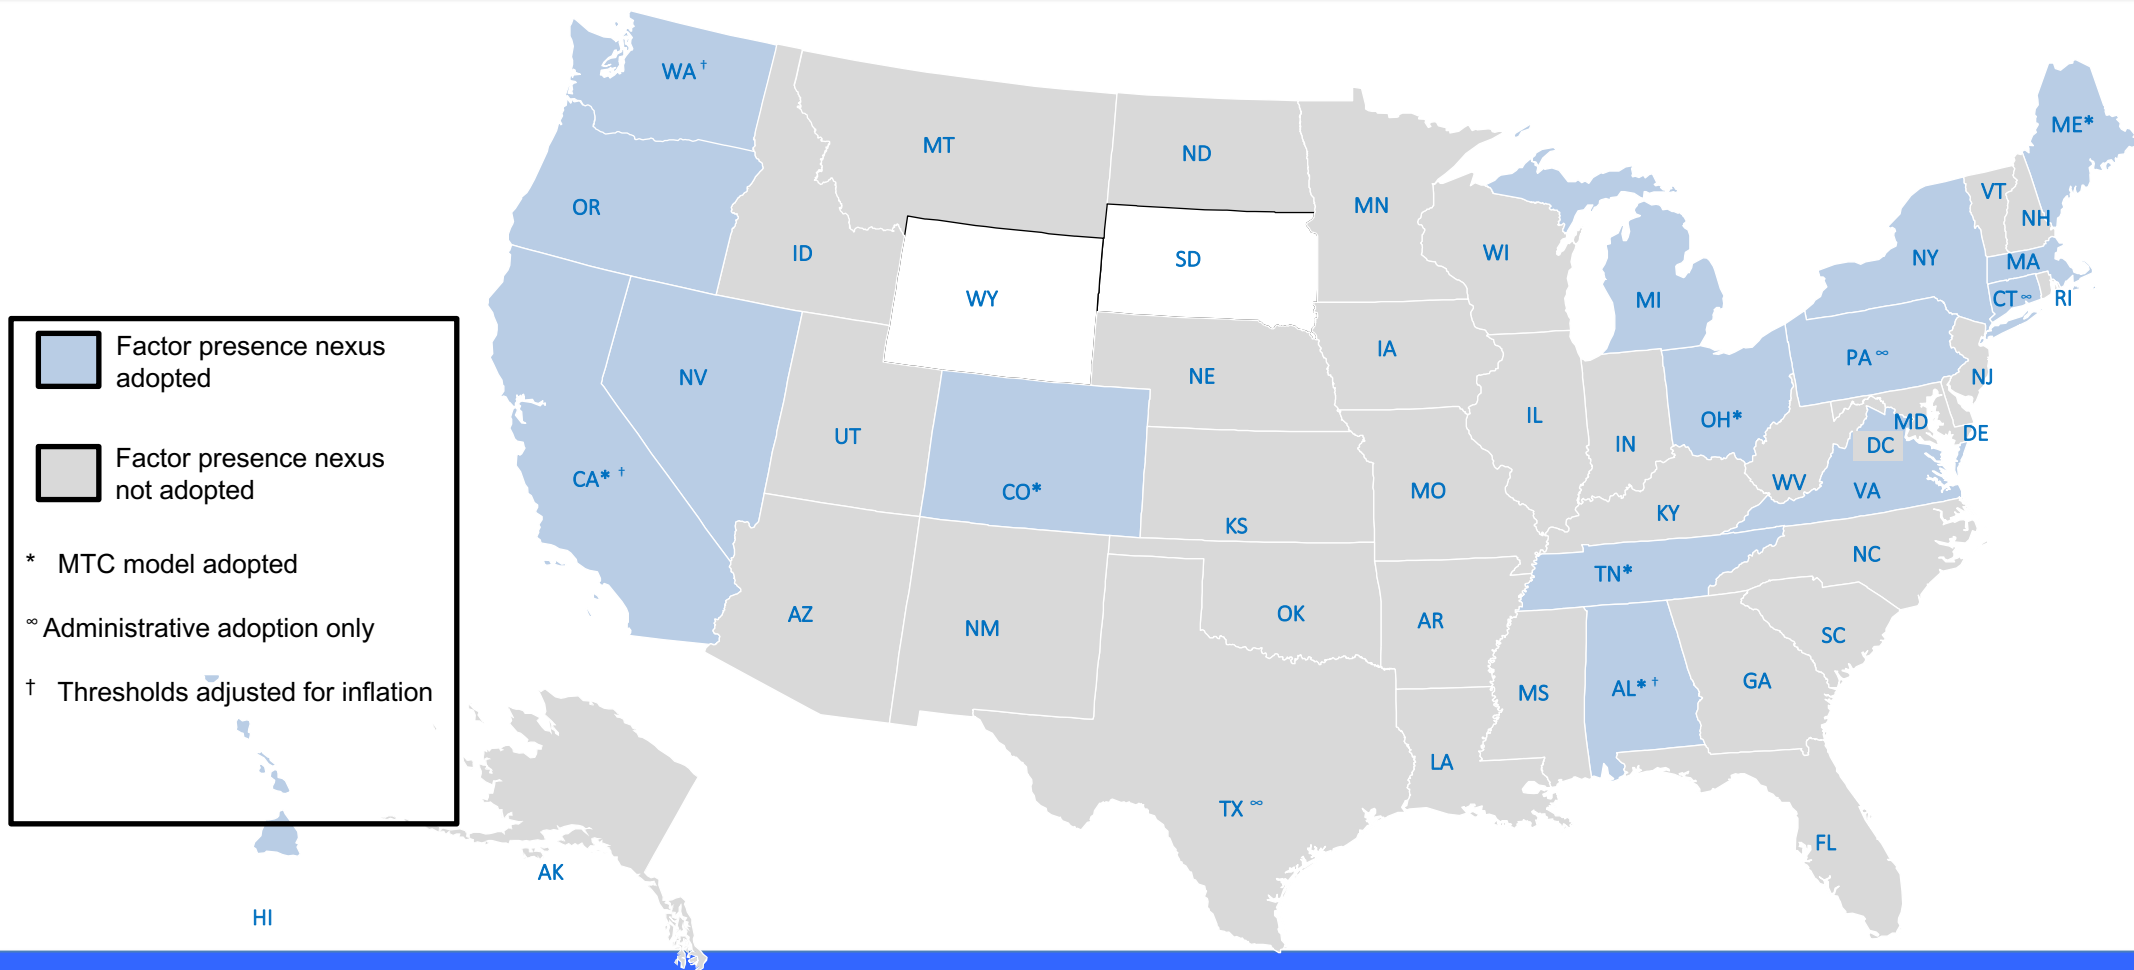 WA †
ME*
MT
ND
VT
MN
OR
NH
WI
NY
ID
SD
MA
WY
MI
CT ∞
RI
Factor presence nexus
adopted
IA
PA ∞
NV
NE
NJ
IL
OH*
MD
DE
UT
IN
DC
Factor presence nexus
not adopted
CA* †
CO*
MO
WV
VA
KS
KY
* MTC model adopted
NC
TN*
AZ
NM
OK
AR
∞ Administrative adoption only
SC
† Thresholds adjusted for inflation
MS
AL* †
GA
LA
TX ∞
FL
AK
HI